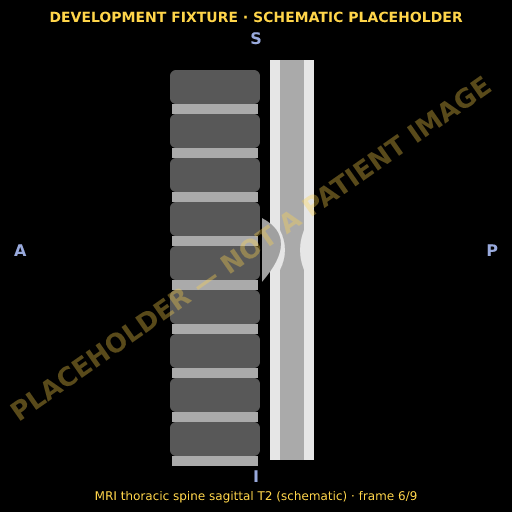 DEVELOPMENT FIXTURE · SCHEMATIC PLACEHOLDER
S
PLACEHOLDER — NOT A PATIENT IMAGE
A
P
I
MRI thoracic spine sagittal T2 (schematic) · frame 6/9